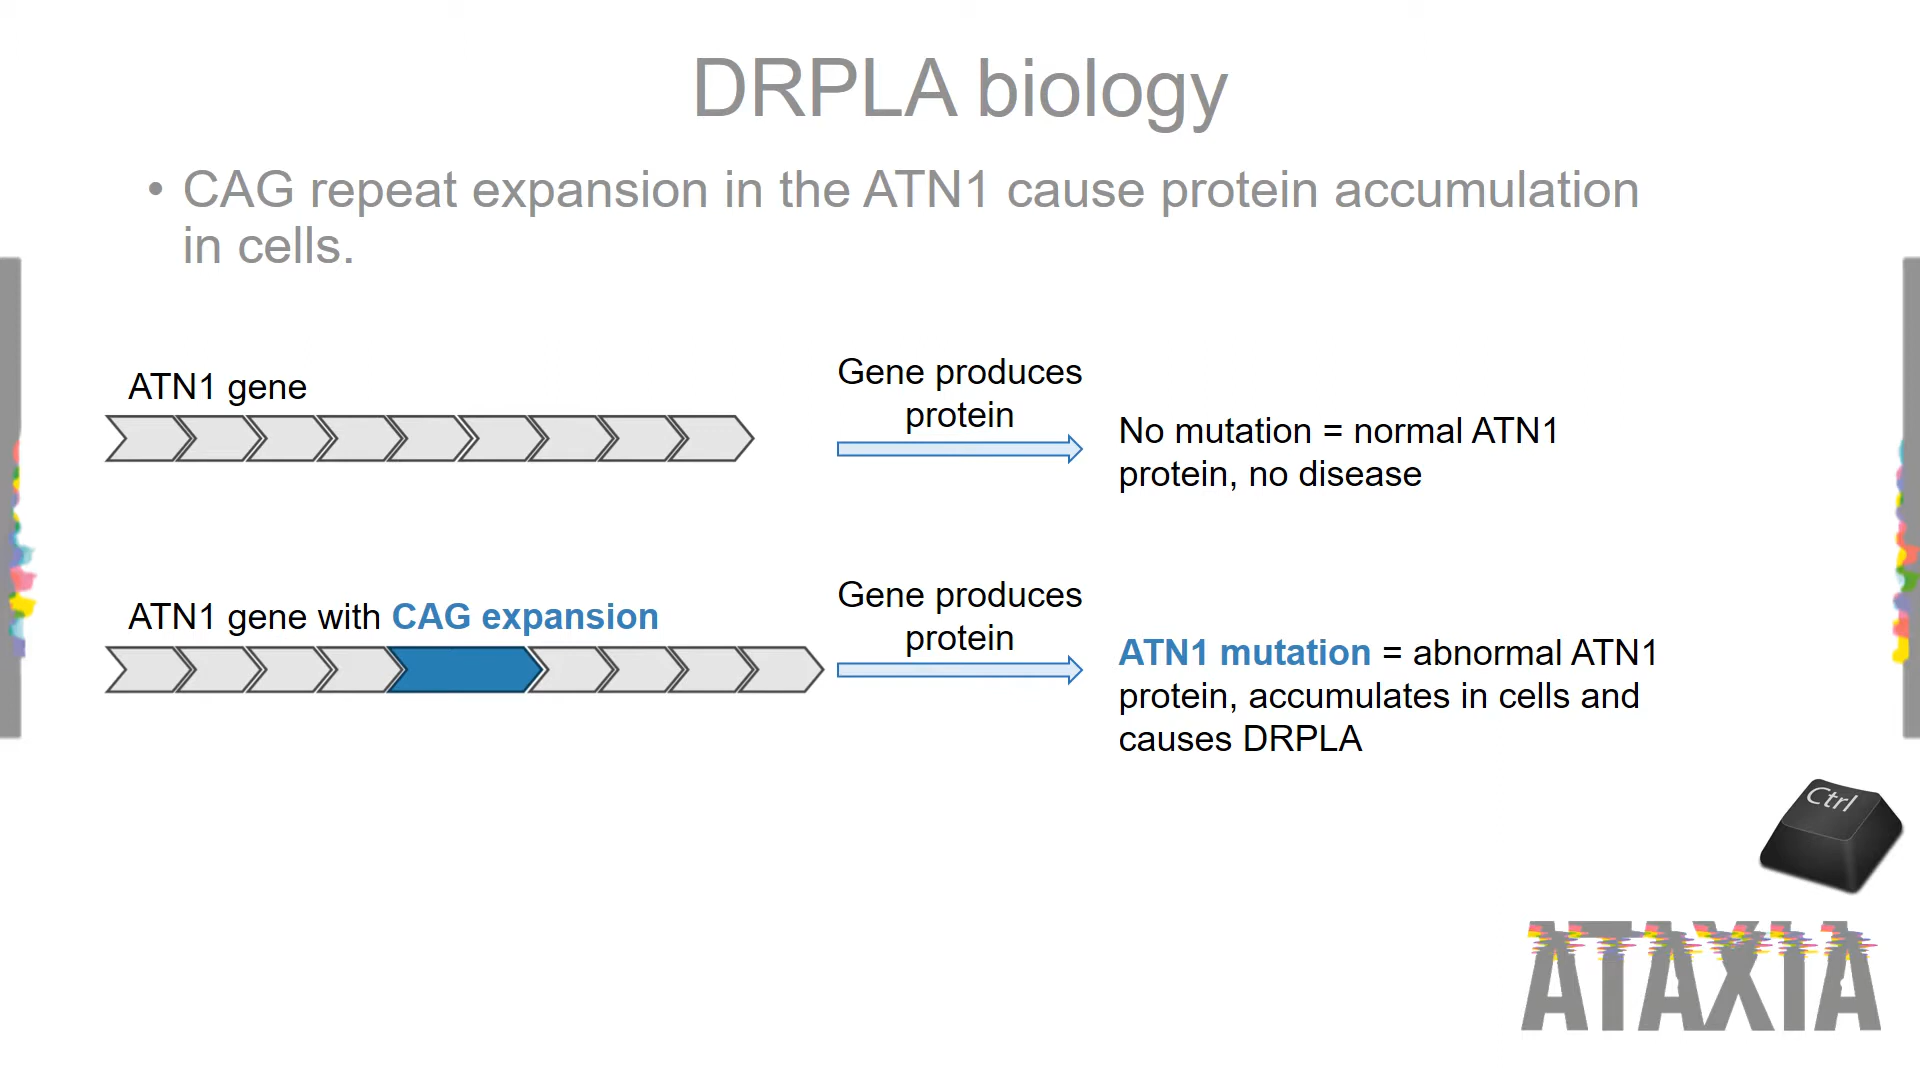 DRPLA biology
• CAG repeat expansion in the ATN1 cause protein accumulation
in cells.
ATN1 gene
Gene produces
protein
No mutation = normal ATN1
protein, no disease
ATN1 gene with CAG expansion
Gene produces
protein
ATN1 mutation = abnormal ATN1
protein, accumulates in cells and
causes DRPLA
Ctrl
ATAXIA